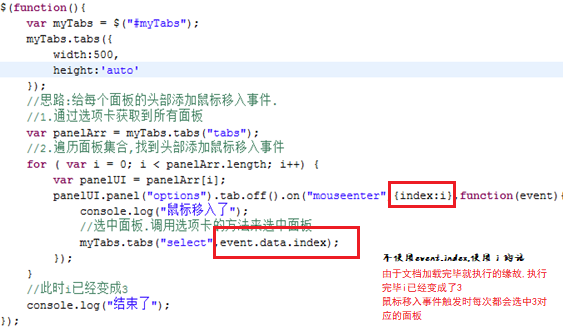 $(function(){
var myTabs = $("#myTabs");
myTabs.tabs({
width:500,
height:'auto'
});
//思路:给每个面板的头部添加鼠标移入事件.
//1.通过选项卡获取到所有面板
var panelArr = myTabs.tabs("tabs");
//2.遍历面板集合,找到头部添加鼠标移入事件
for ( var i = 0; i < panelArr.length; i++) {
var panelUI = panelArr[i];
panelUI.panel("options").tab.off().on("mouseenter",{index:i},function(event){
console.log("鼠标移入了");
//选中面板.调用选项卡的方法来选中面板
myTabs.tabs("select",event.data.index);
});
}
//此时i已经变成3
console.log("结束了");
});
不使用event.index,使用 i 的话
由于文档加载完毕就执行的缘故.执行
完毕i已经变成了3
鼠标移入事件触发时每次都会选中3对
应的面板